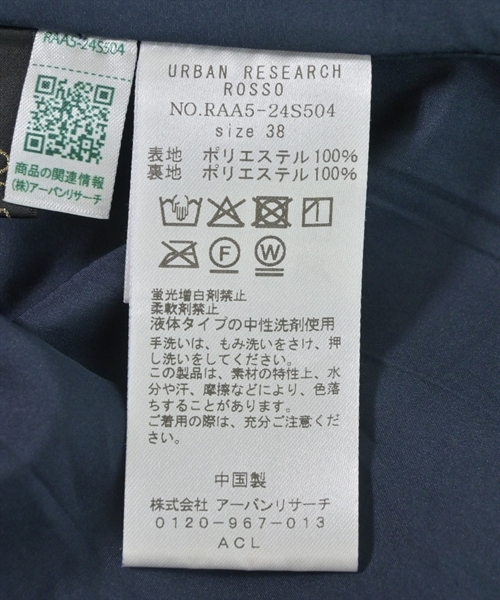 RAA5-24S504
商品の関連情報
(株)アーバンリサーチ
URBAN RESEARCH
ROSSO
NO.RAA5-24S504
size 38
表地 ポリエステル100%
裏地 ポリエステル100%
F
W
蛍光増白剤禁止
柔軟剤禁止
液体タイプの中性洗剤使用
手洗いは、もみ洗いをさけ、押
し洗いをしてください。
この製品は、素材の特性上、水
分や汗、摩擦などにより、色落
ちすることがあります。
ご着用の際は、充分ご注意くだ
さい。
中国製
株式会社 アーバンリサーチ
0120-967-013
ACL